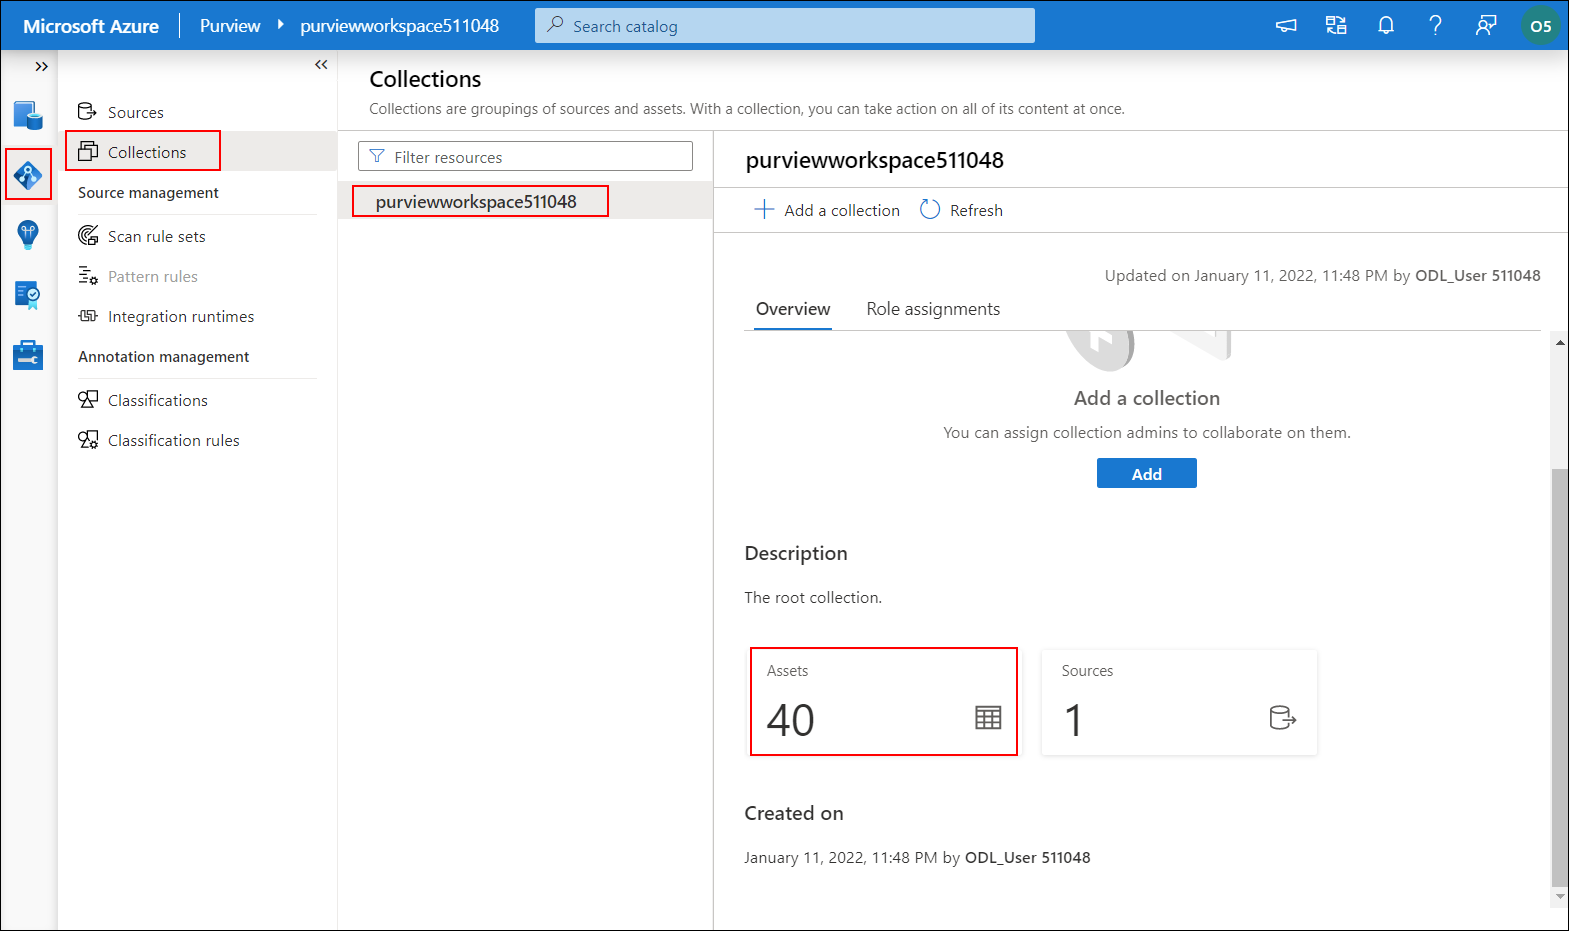 Microsoft Azure
Purview
purviewworkspace511048
Search catalog
O5
Sources
Collections
Source management
Scan rule sets
Pattern rules
Integration runtimes
Annotation management
Classifications
Classification rules
Collections
Collections are groupings of sources and assets. With a collection, you can take action on all of its content at once.
Filter resources
purviewworkspace511048
purviewworkspace511048
Add a collection
Refresh
Updated on January 11, 2022, 11:48 PM by ODL_User 511048
Overview
Role assignments
Add a collection
You can assign collection admins to collaborate on them.
Add
Description
The root collection.
Assets
40
Sources
1
Created on
January 11, 2022, 11:48 PM by ODL_User 511048